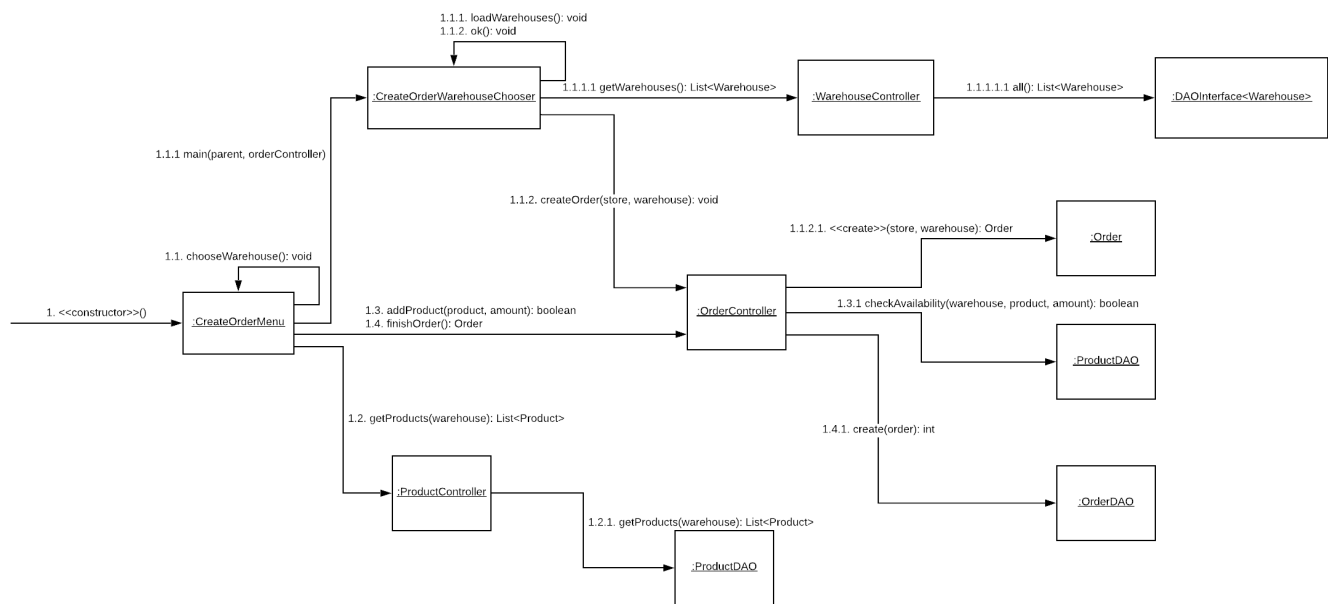 1.1.1. loadWarehouses(): void
1.1.2. ok(): void
:CreateOrderWarehouseChooser
1.1.1.1 getWarehouses(): List<Warehouse>
:WarehouseController
1.1.1.1.1 all(): List<Warehouse>
:DAOInterface<Warehouse>
1.1.1 main(parent, orderController)
1.1.2. createOrder(store, warehouse): void
1.1.2.1. <<create>>(store, warehouse): Order
:Order
1.1. chooseWarehouse(): void
1. <<constructor>>()
:CreateOrderMenu
1.3. addProduct(product, amount): boolean
1.4. finishOrder(): Order
:OrderController
1.3.1 checkAvailability(warehouse, product, amount): boolean
:ProductDAO
1.2. getProducts(warehouse): List<Product>
1.4.1. create(order): int
:ProductController
:OrderDAO
1.2.1. getProducts(warehouse): List<Product>
:ProductDAO